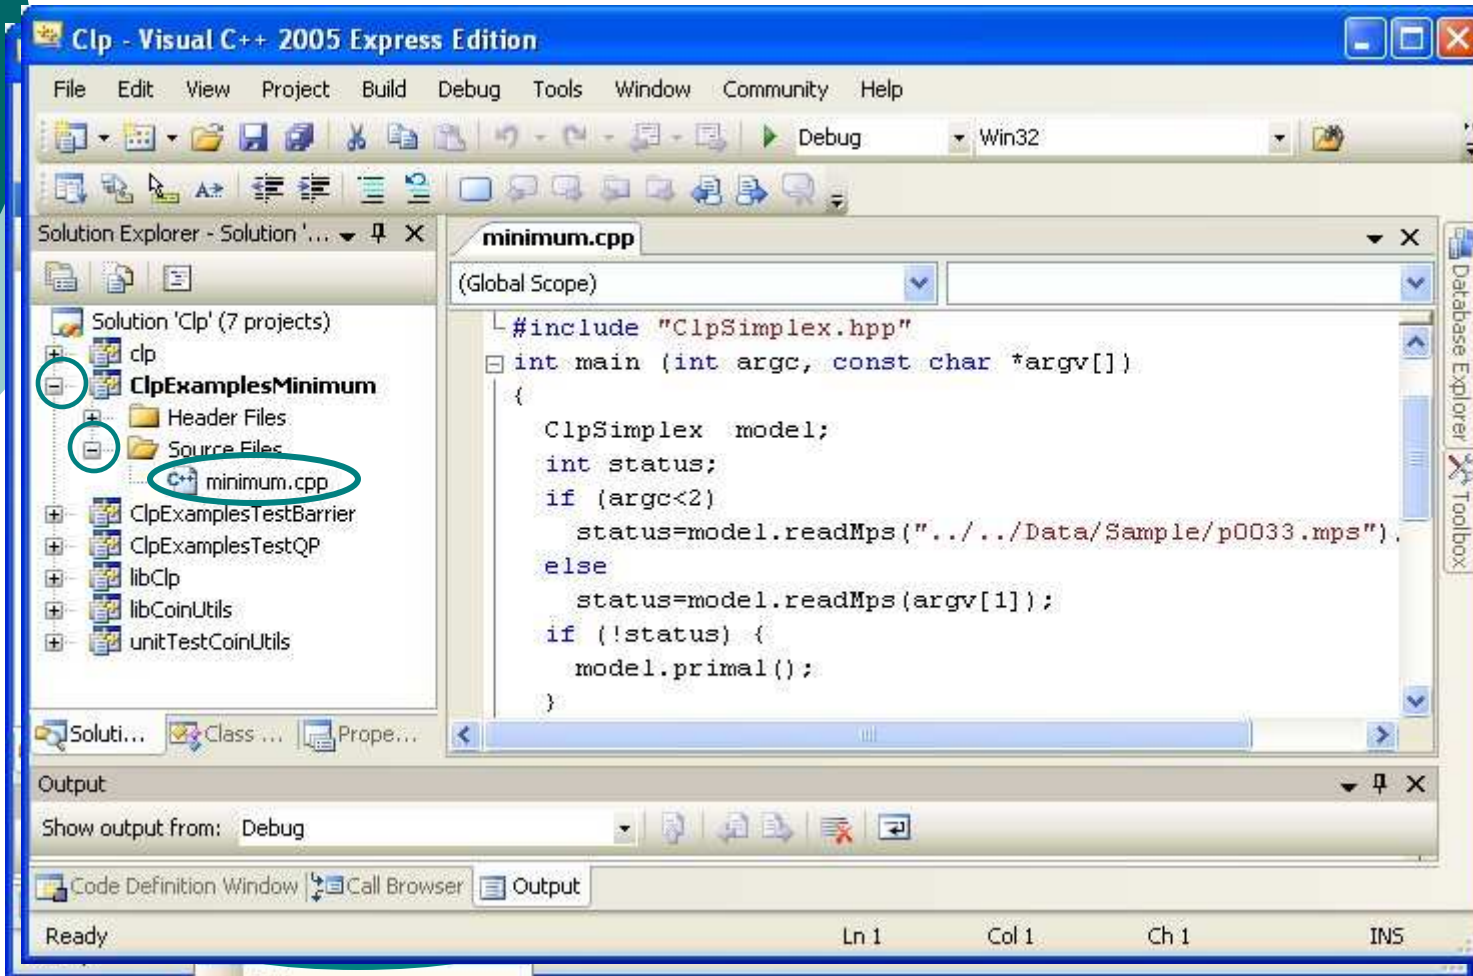 Clp - Visual C++ 2005 Express Edition
File Edit View Project Build Debug Tools Window Community Help
Debug Win32
Solution Explorer - Solution '...
minimum.cpp
(Global Scope)
Solution 'Clp' (7 projects)
clp
ClpExamplesMinimum
Header Files
Source Files
minimum.cpp
ClpExamplesTestBarrier
ClpExamplesTestQP
libClp
libCoinUtils
unitTestCoinUtils
#include "ClpSimplex.hpp"
int main (int argc, const char *argv[])
{
ClpSimplex model;
int status;
if (argc<2)
status=model.readMps("../../Data/Sample/p0033.mps")
else
status=model.readMps(argv[1]);
if (!status) {
model.primal();
}
Database Explorer
Toolbox
Soluti... Class ... Prope...
Output
Show output from: Debug
Code Definition Window Call Browser Output
Ready Ln 1 Col 1 Ch 1 INS